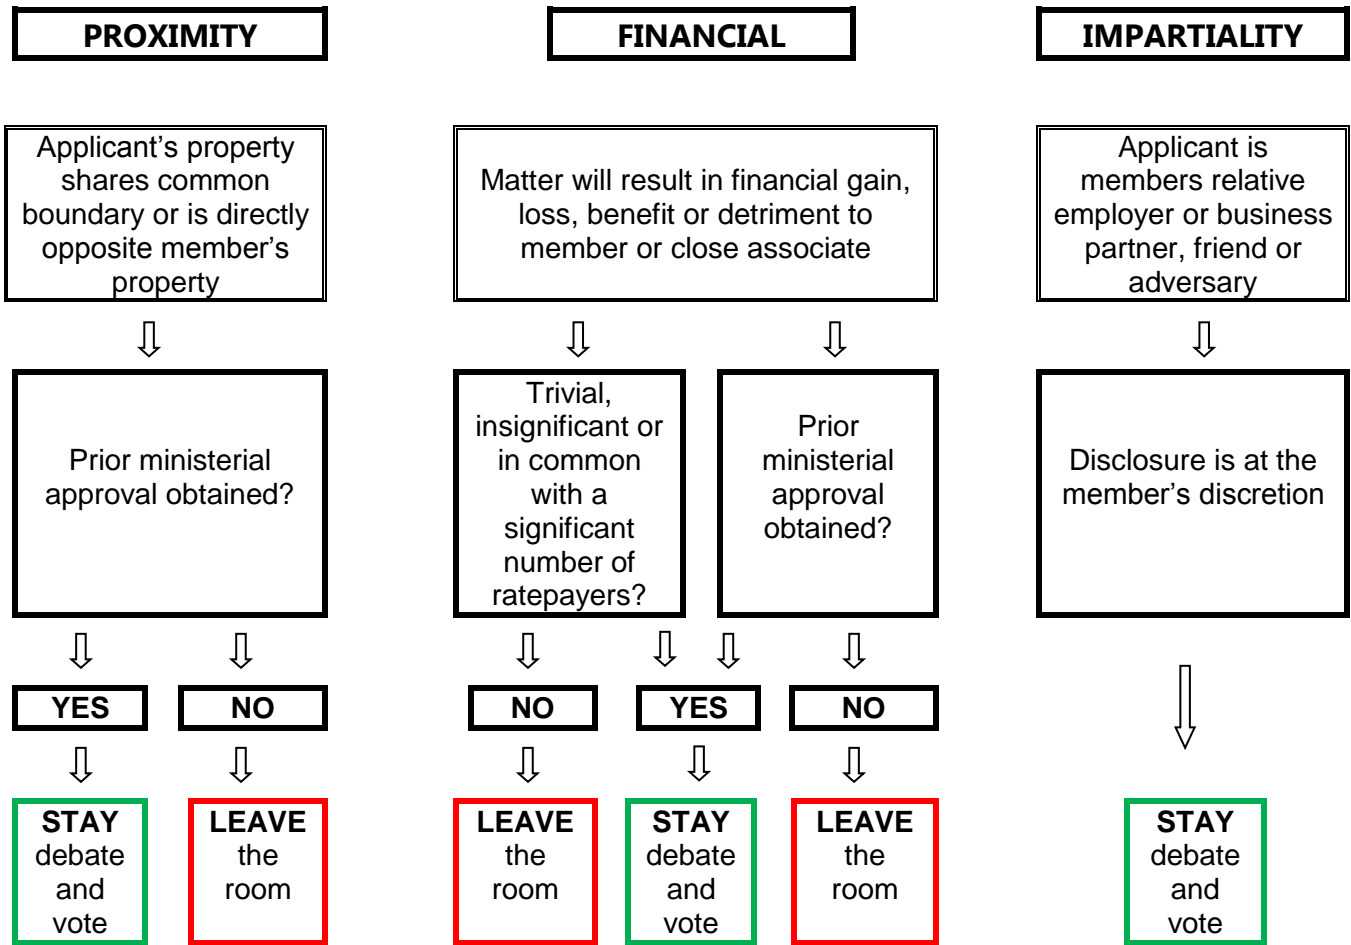 PROXIMITY
FINANCIAL
IMPARTIALITY
Applicant’s property
shares common
boundary or is directly
opposite member’s
property
Matter will result in financial gain,
loss, benefit or detriment to
member or close associate
Applicant is
members relative
employer or business
partner, friend or
adversary
Prior ministerial
approval obtained?
Trivial,
insignificant or
in common
with a
significant
number of
ratepayers?
Prior
ministerial
approval
obtained?
Disclosure is at the
member’s discretion
YES
NO
NO
YES
NO
STAY
debate
and
vote
LEAVE
the
room
LEAVE
the
room
STAY
debate
and
vote
LEAVE
the
room
STAY
debate
and
vote